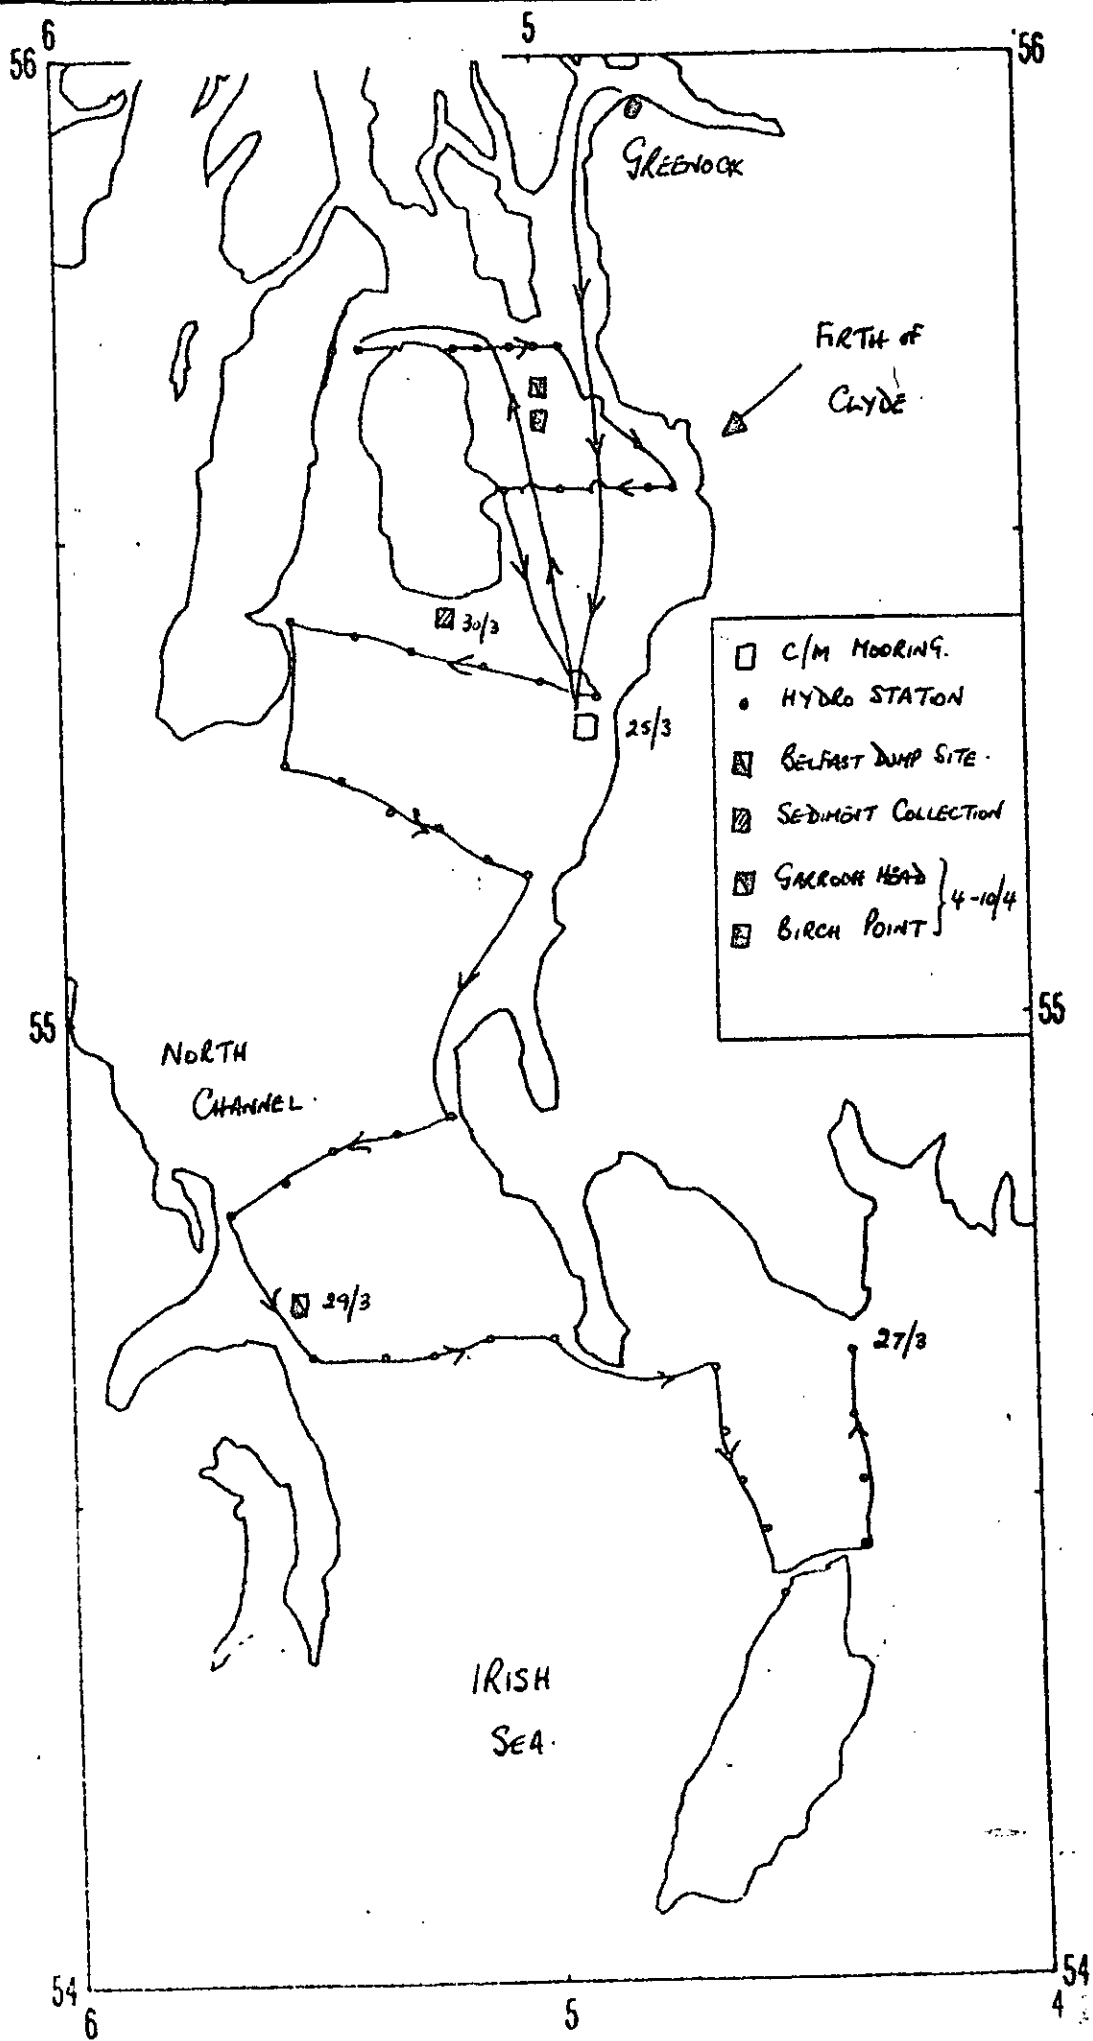 6
5
56
56
GREENOCK
FIRTH OF
CLYDE
30/3
25/3
C/M MOORING.
HYDRO STATION
BELFAST DUMP SITE.
SEDIMENT COLLECTION
GARROCH HEAD
BIRCH POINT
4-10/4
55
55
NORTH
CHANNEL.
29/3
27/3
IRISH
SEA.
54
54
6
5
4